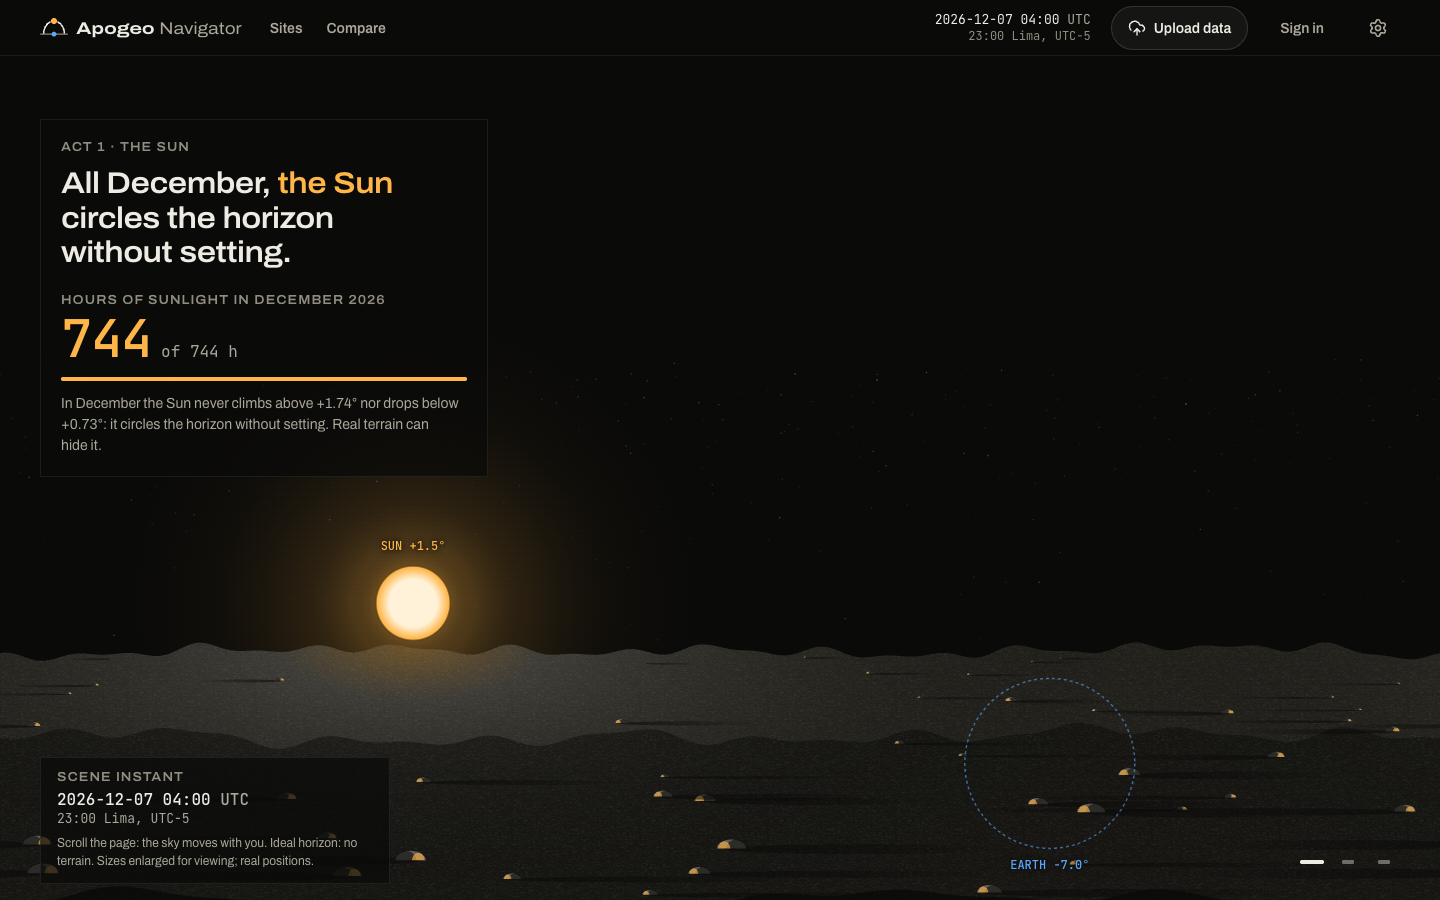 Apogeo Navigator
Sites
Compare
2026-12-07 04:00 UTC
23:00 Lima, UTC-5
Upload data
Sign in
ACT 1 · THE SUN
All December, the Sun
circles the horizon
without setting.
HOURS OF SUNLIGHT IN DECEMBER 2026
744 of 744 h
In December the Sun never climbs above +1.74° nor drops below
+0.73°: it circles the horizon without setting. Real terrain can
hide it.
SUN +1.5°
SCENE INSTANT
2026-12-07 04:00 UTC
23:00 Lima, UTC-5
Scroll the page: the sky moves with you. Ideal horizon: no
terrain. Sizes enlarged for viewing; real positions.
EARTH -7.0°